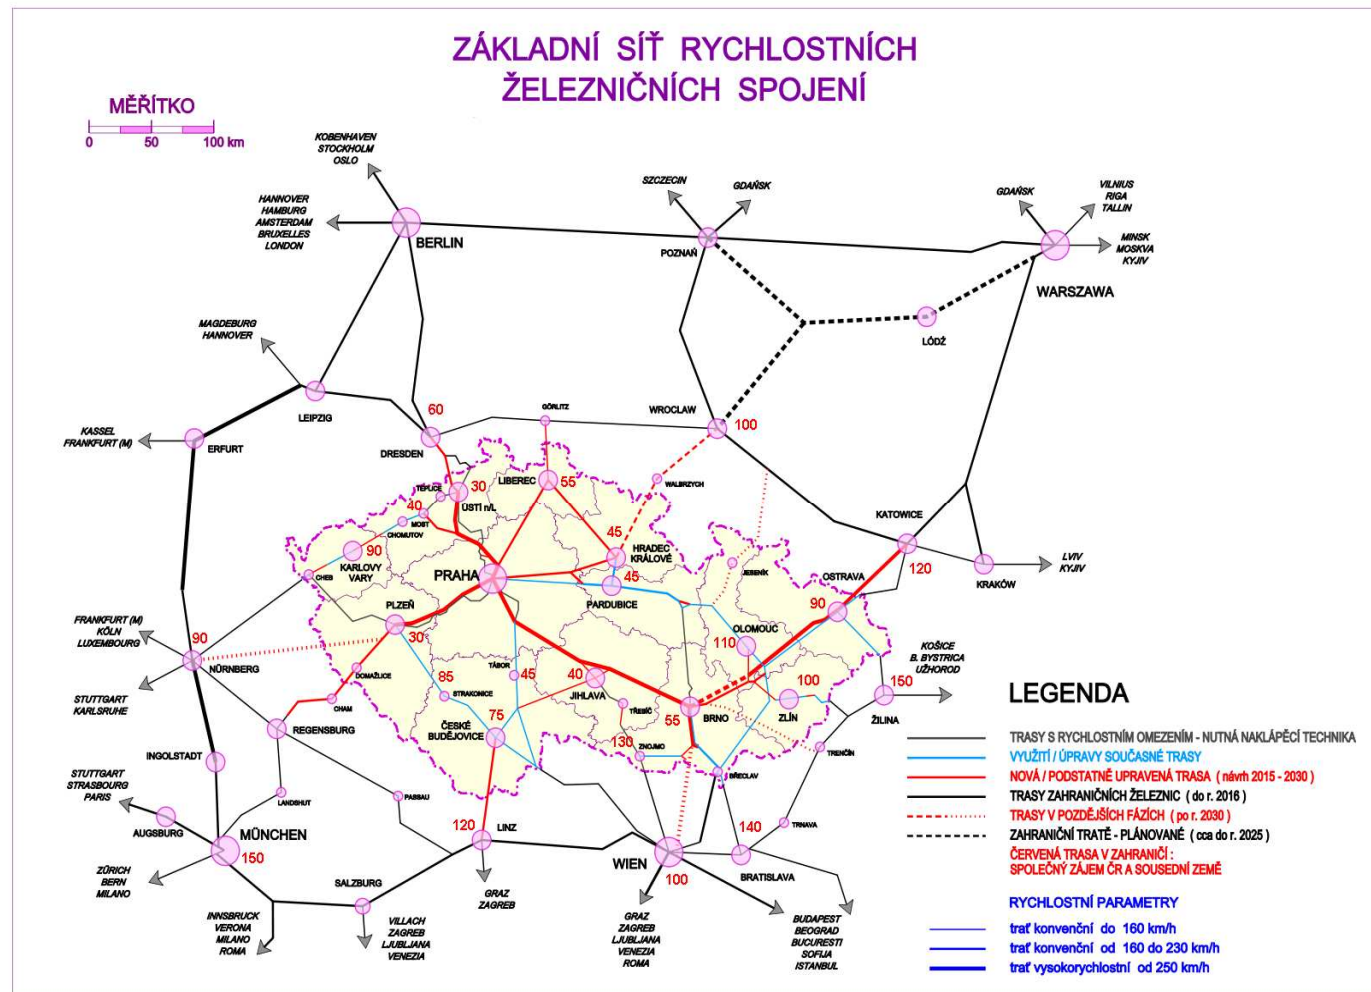 ZÁKLADNÍ SÍŤ RYCHLOSTNÍCH
ŽELEZNIČNÍCH SPOJENÍ
MĚŘÍTKO
0 50 100 km
KOBENHAVEN
STOCKHOLM
OSLO
HANNOVER
HAMBURG
AMSTERDAM
BRUXELLES
LONDON
BERLIN
SZCZECIN
GDAŃSK
POZNAŃ
GDAŃSK
VILNIUS
RIGA
TALLIN
MINSK
MOSKVA
KYJIV
WARSZAWA
LÓDŹ
MAGDEBURG
HANNOVER
LEIPZIG
KASSEL
FRANKFURT (M)
ERFURT
60
DRESDEN
GÖRLITZ
WROCLAW
100
WALBRZYCH
TEPLICE
30
ÚSTÍ n/L
LIBEREC
55
40
MOST
CHOMUTOV
90
KARLOVY
VARY
CHEB
PRAHA
45
HRADEC
KRÁLOVÉ
45
PARDUBICE
JESENÍK
KATOWICE
120
KRAKÓW
LVIV
KYJIV
OSTRAVA
90
PLZEŇ
30
FRANKFURT (M)
KÖLN
LUXEMBOURG
90
NÜRNBERG
STUTTGART
KARLSRUHE
DOMAŽLICE
CHAM
REGENSBURG
85
STRAKONICE
TÁBOR
45
75
ČESKÉ
BUDĚJOVICE
40
JIHLAVA
TŘEBÍČ
130
ZNOJMO
OLOMOUC
110
55
BRNO
100
ZLÍN
150
ŽILINA
KOŠICE
B. BYSTRICA
UŽHOROD
TRENČÍN
BŘECLAV
TRNAVA
140
BRATISLAVA
INGOLSTADT
LANDSHUT
PASSAU
STUTTGART
STRASBOURG
PARIS
AUGSBURG
MÜNCHEN
150
ZÜRICH
BERN
MILANO
INNSBRUCK
VERONA
MILANO
ROMA
SALZBURG
VILLACH
ZAGREB
LJUBLJANA
VENEZIA
120
LINZ
GRAZ
ZAGREB
WIEN
100
GRAZ
ZAGREB
LJUBLJANA
VENEZIA
ROMA
BUDAPEST
BEOGRAD
BUCURESTI
SOFIJA
ISTANBUL
LEGENDA
TRASY S RYCHLOSTNÍM OMEZENÍM - NUTNÁ NAKLÁPĚCÍ TECHNIKA
VYUŽITÍ / ÚPRAVY SOUČASNÉ TRASY
NOVÁ / PODSTATNĚ UPRAVENÁ TRASA ( návrh 2015 - 2030 )
TRASY ZAHRANIČNÍCH ŽELEZNIC ( do r. 2016 )
TRASY V POZDĚJŠÍCH FÁZÍCH ( po r. 2030 )
ZAHRANIČNÍ TRATĚ - PLÁNOVANÉ ( cca do r. 2025 )
ČERVENÁ TRASA V ZAHRANIČÍ :
SPOLEČNÝ ZÁJEM ČR A SOUSEDNÍ ZEMĚ
RYCHLOSTNÍ PARAMETRY
trať konvenční do 160 km/h
trať konvenční od 160 do 230 km/h
trať vysokorychlostní od 250 km/h